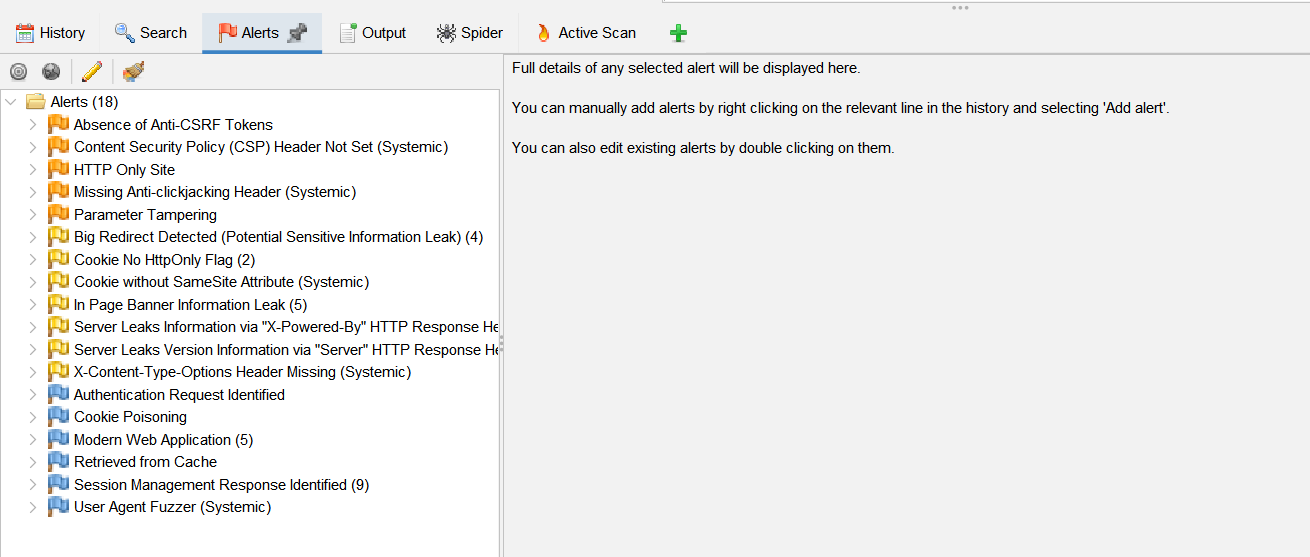 History
Search
Alerts
Output
Spider
Active Scan
Alerts (18)
Absence of Anti-CSRF Tokens
Content Security Policy (CSP) Header Not Set (Systemic)
HTTP Only Site
Missing Anti-clickjacking Header (Systemic)
Parameter Tampering
Big Redirect Detected (Potential Sensitive Information Leak) (4)
Cookie No HttpOnly Flag (2)
Cookie without SameSite Attribute (Systemic)
In Page Banner Information Leak (5)
Server Leaks Information via "X-Powered-By" HTTP Response He
Server Leaks Version Information via "Server" HTTP Response He
X-Content-Type-Options Header Missing (Systemic)
Authentication Request Identified
Cookie Poisoning
Modern Web Application (5)
Retrieved from Cache
Session Management Response Identified (9)
User Agent Fuzzer (Systemic)
Full details of any selected alert will be displayed here.
You can manually add alerts by right clicking on the relevant line in the history and selecting 'Add alert'.
You can also edit existing alerts by double clicking on them.